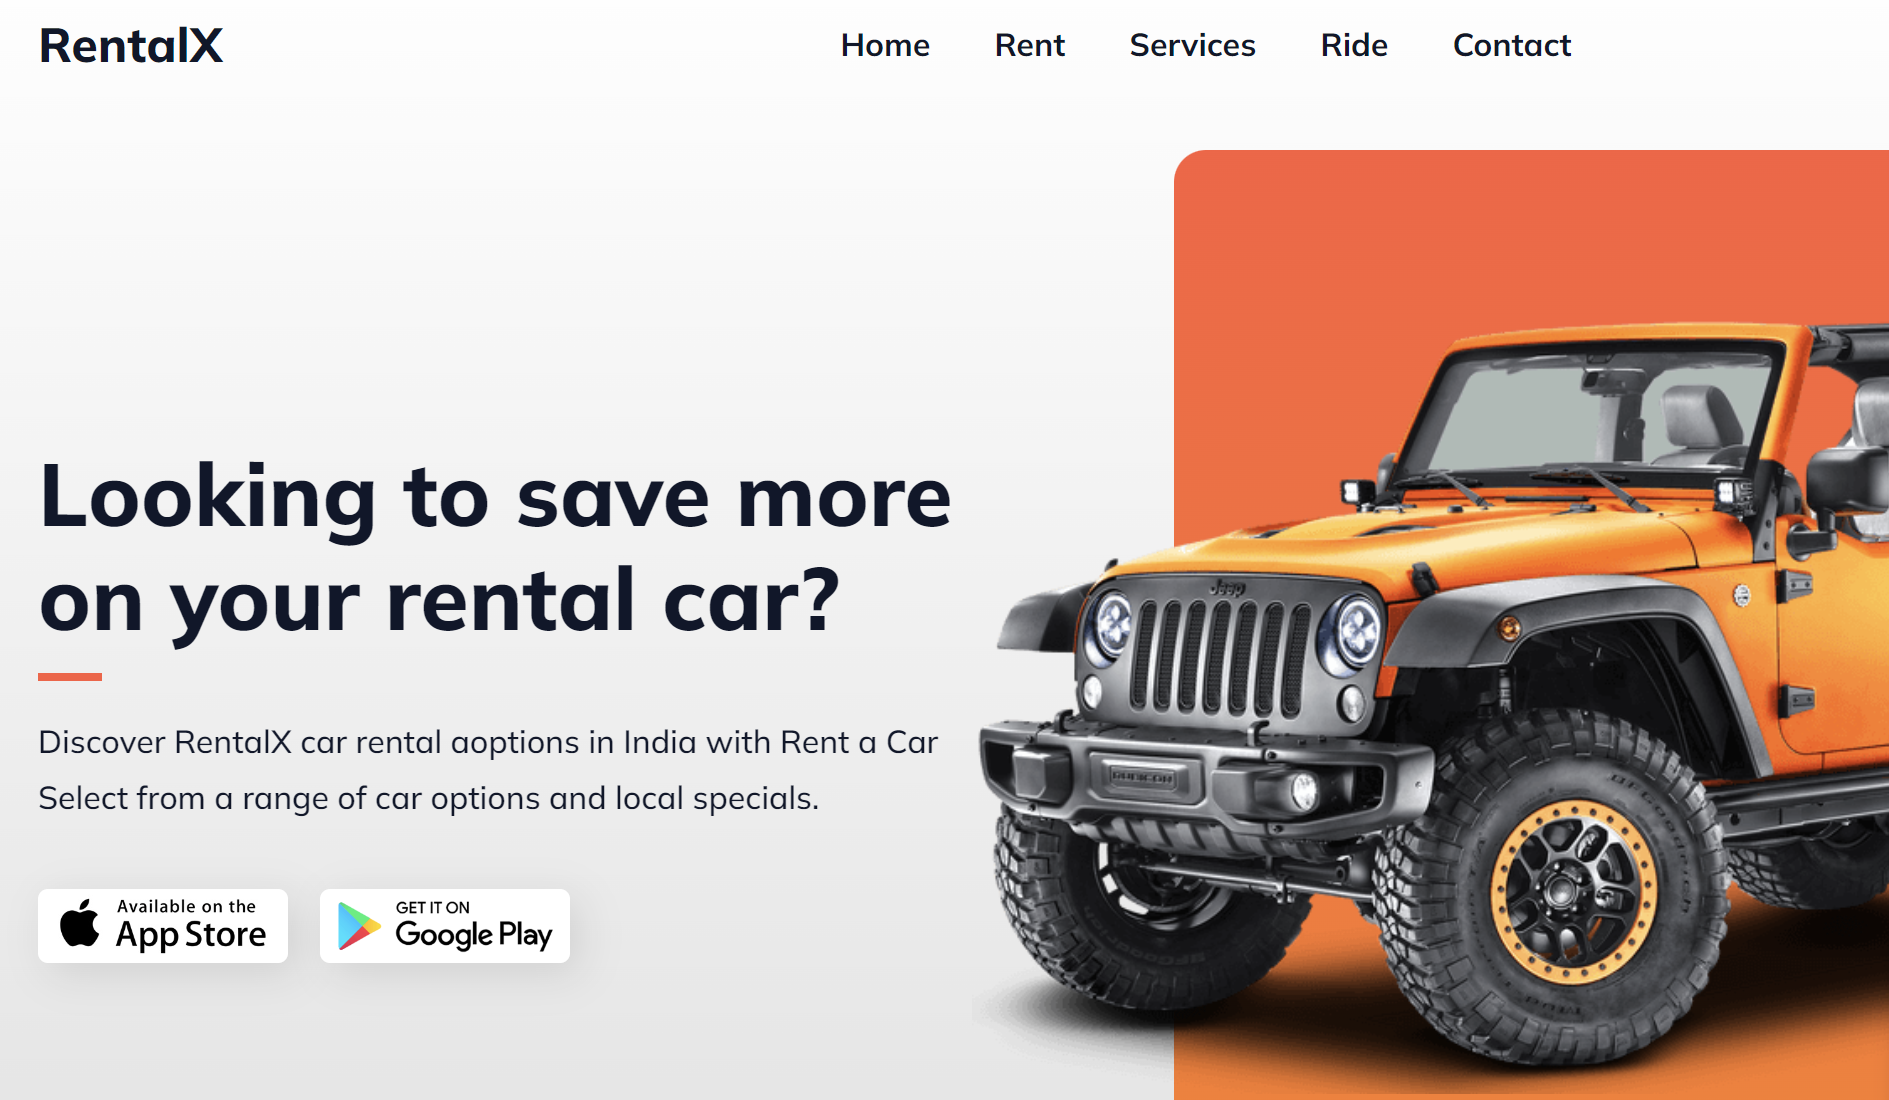 RentalX
Home Rent Services Ride Contact
Looking to save more
on your rental car?
Discover RentalX car rental aoptions in India with Rent a Car
Select from a range of car options and local specials.
Available on the
App Store
GET IT ON
Google Play
Jeep
RUBICON